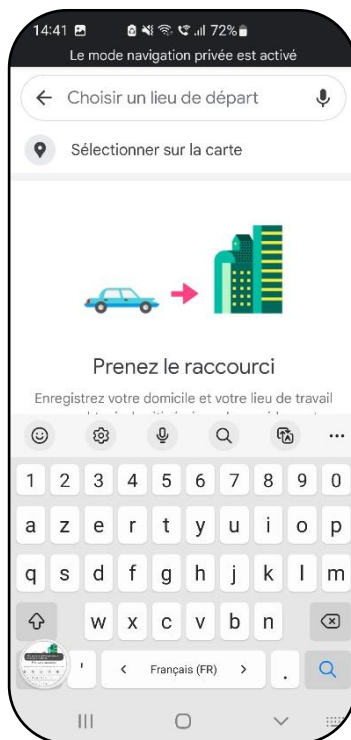 14:41 72%
Le mode navigation privée est activé
Choisir un lieu de départ
Sélectionner sur la carte
Prenez le raccourci
Enregistrez votre domicile et votre lieu de travail
1 2 3 4 5 6 7 8 9 0
a z e r t y u i o p
q s d f g h j k l m
w x c v b n
' < Français (FR) > .